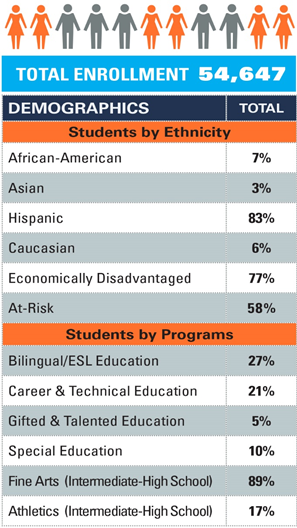 TOTAL ENROLLMENT 54,647
DEMOGRAPHICS TOTAL
Students by Ethnicity
African-American 7%
Asian 3%
Hispanic 83%
Caucasian 6%
Economically Disadvantaged 77%
At-Risk 58%
Students by Programs
Bilingual/ESL Education 27%
Career & Technical Education 21%
Gifted & Talented Education 5%
Special Education 10%
Fine Arts (Intermediate-High School) 89%
Athletics (Intermediate-High School) 17%